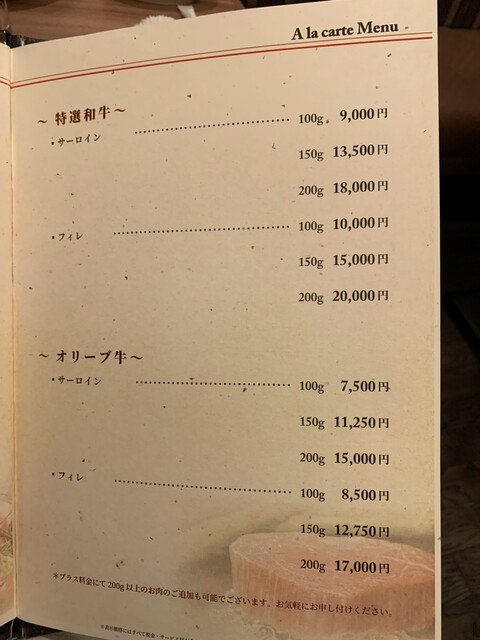 A la carte Menu
～ 特選和牛～
・サーロイン 100g 9,000円
150g 13,500円
200g 18,000円
・フィレ 100g 10,000円
150g 15,000円
200g 20,000円
～ オリーブ牛～
・サーロイン 100g 7,500円
150g 11,250円
200g 15,000円
・フィレ 100g 8,500円
150g 12,750円
200g 17,000円
※プラス料金にて200g以上のお肉のご追加も可能でございます。お気軽にお申し付けください。